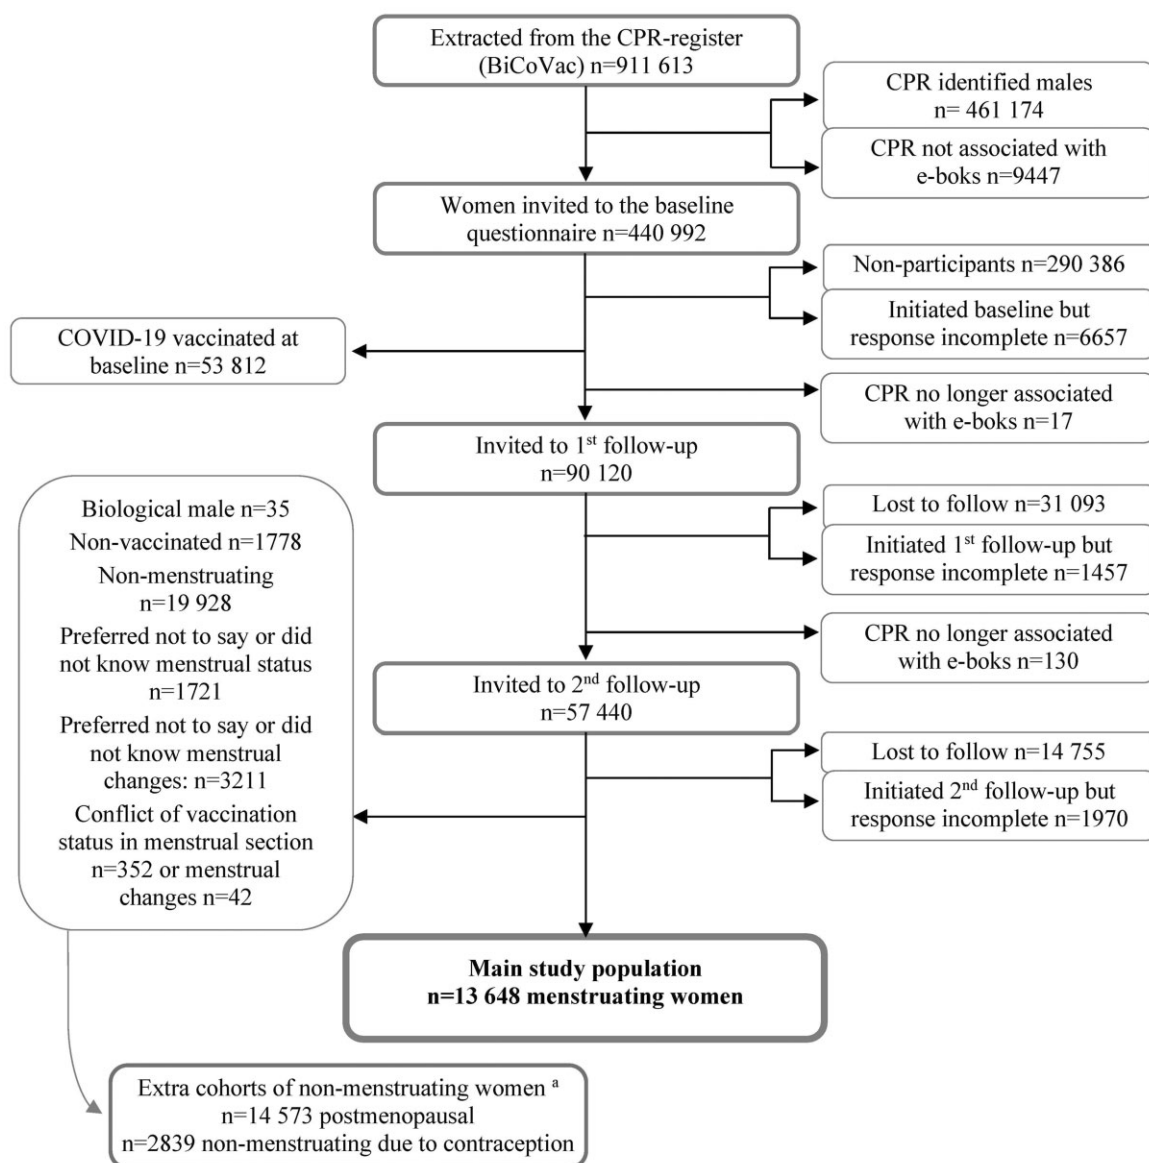 Extracted from the CPR-register
(BiCoVac) n=911 613
CPR identified males
n= 461 174
CPR not associated with
e-boks n=9447
Women invited to the baseline
questionnaire n=440 992
Non-participants n=290 386
Initiated baseline but
response incomplete n=6657
COVID-19 vaccinated at
baseline n=53 812
CPR no longer associated
with e-boks n=17
Invited to 1st follow-up
n=90 120
Lost to follow n=31 093
Initiated 1st follow-up but
response incomplete n=1457
CPR no longer associated
with e-boks n=130
Invited to 2nd follow-up
n=57 440
Lost to follow n=14 755
Initiated 2nd follow-up but
response incomplete n=1970
Biological male n=35
Non-vaccinated n=1778
Non-menstruating
n=19 928
Preferred not to say or did
not know menstrual status
n=1721
Preferred not to say or did
not know menstrual
changes: n=3211
Conflict of vaccination
status in menstrual section
n=352 or menstrual
changes n=42
Main study population
n=13 648 menstruating women
Extra cohorts of non-menstruating women a
n=14 573 postmenopausal
n=2839 non-menstruating due to contraception